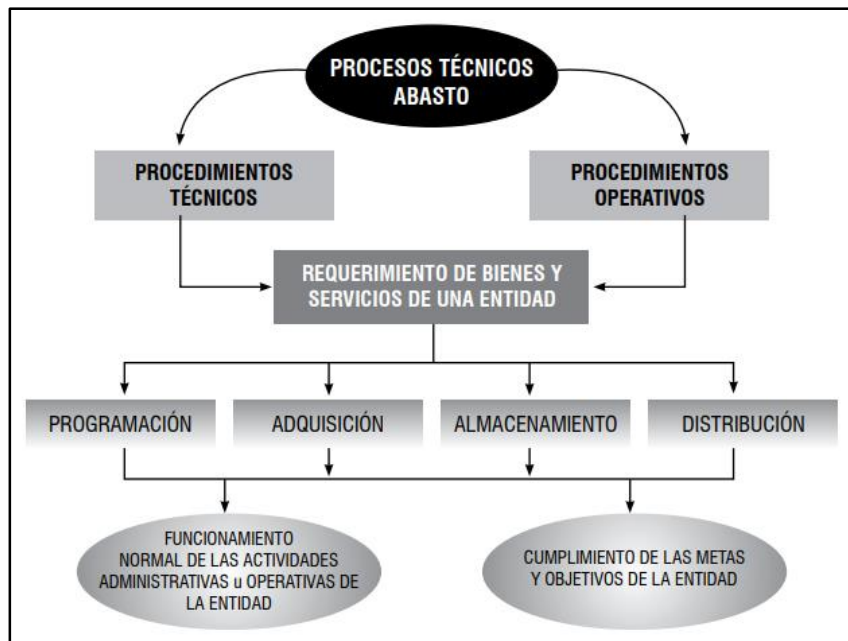 PROCESOS TÉCNICOS
ABASTO
PROCEDIMIENTOS
TÉCNICOS
PROCEDIMIENTOS
OPERATIVOS
REQUERIMIENTO DE BIENES Y
SERVICIOS DE UNA ENTIDAD
PROGRAMACIÓN
ADQUISICIÓN
ALMACENAMIENTO
DISTRIBUCIÓN
FUNCIONAMIENTO
NORMAL DE LAS ACTIVIDADES
ADMINISTRATIVAS u OPERATIVAS DE
LA ENTIDAD
CUMPLIMIENTO DE LAS METAS
Y OBJETIVOS DE LA ENTIDAD